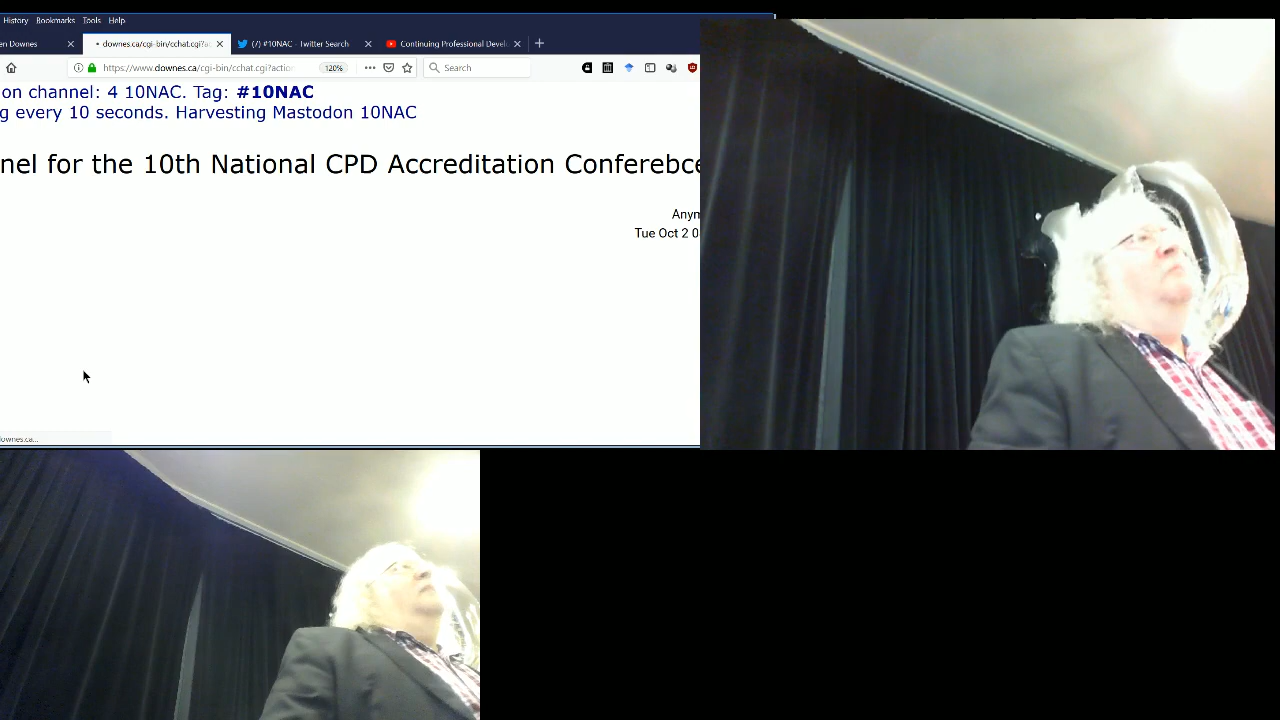 History Bookmarks Tools Help
en Downes
downes.ca/cgi-bin/cchat.cgi?a
(7) #10NAC - Twitter Search
Continuing Professional Devel
https://www.downes.ca/cgi-bin/cchat.cgi?action
120%
Search
on channel: 4 10NAC. Tag: #10NAC
g every 10 seconds. Harvesting Mastodon 10NAC
nel for the 10th National CPD Accreditation Conferebce
Anym
Tue Oct 2 0
ownes.ca...